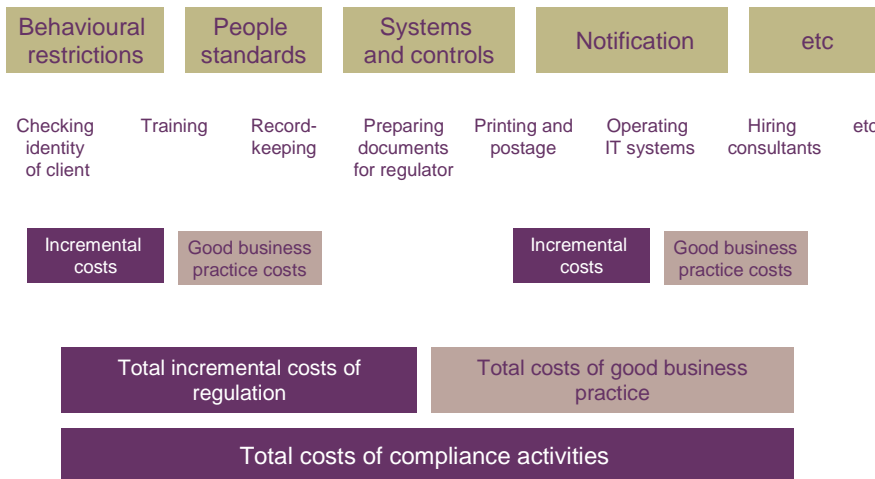 Behavioural
restrictions
People
standards
Systems
and controls
Notification
etc
Checking
identity
of client
Training
Record-
keeping
Preparing
documents
for regulator
Printing and
postage
Operating
IT systems
Hiring
consultants
etc
Incremental
costs
Good business
practice costs
Incremental
costs
Good business
practice costs
Total incremental costs of
regulation
Total costs of good business
practice
Total costs of compliance activities